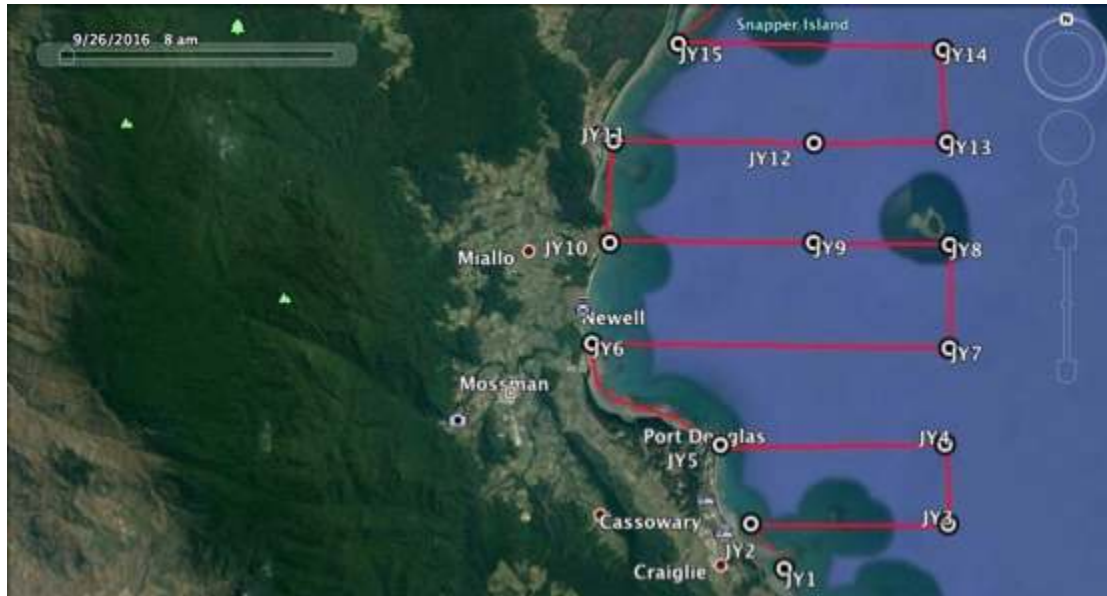 Snapper Island
9/26/2016 8 am
N
JY15
JY14
JY11
JY12
JY13
Miallo
JY10
JY9
JY8
Newell
JY6
JY7
Mossman
Port Douglas
JY4
JY5
Cassowary
JY3
JY2
Craiglie
JY1